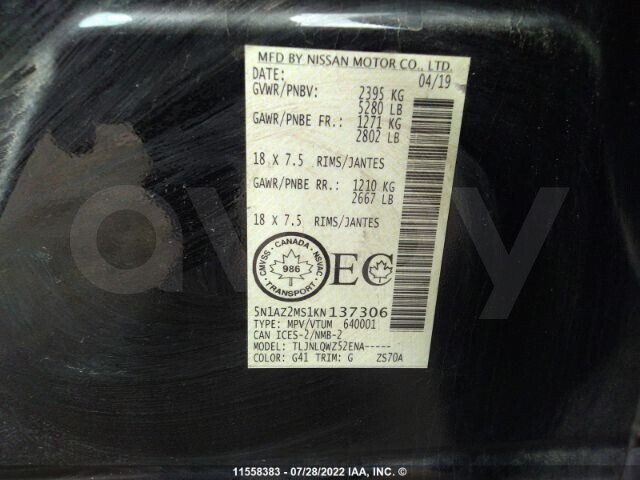 MFD BY NISSAN MOTOR CO., LTD.
DATE: 04/19
GVWR/PNBV: 2395 KG
5280 LB
GAWR/PNBE FR.: 1271 KG
2802 LB
18 X 7.5 RIMS/JANTES
GAWR/PNBE RR.: 1210 KG
2667 LB
18 X 7.5 RIMS/JANTES
CMVSS · CANADA · NSVAC
986
TRANSPORT
EC
5N1AZ2MS1KN137306
TYPE: MPV/VTUM 640001
CAN ICES-2/NMB-2
MODEL: TLJNLQWZ52ENA-----
COLOR: G41 TRIM: G ZS70A
11558383 - 07/28/2022 IAA, INC. ©